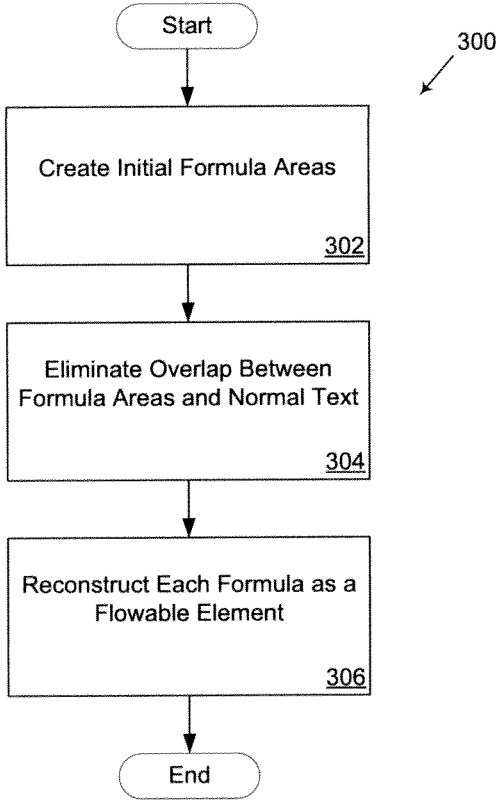 Start
300
Create Initial Formula Areas
302
Eliminate Overlap Between
Formula Areas and Normal Text
304
Reconstruct Each Formula as a
Flowable Element
306
End